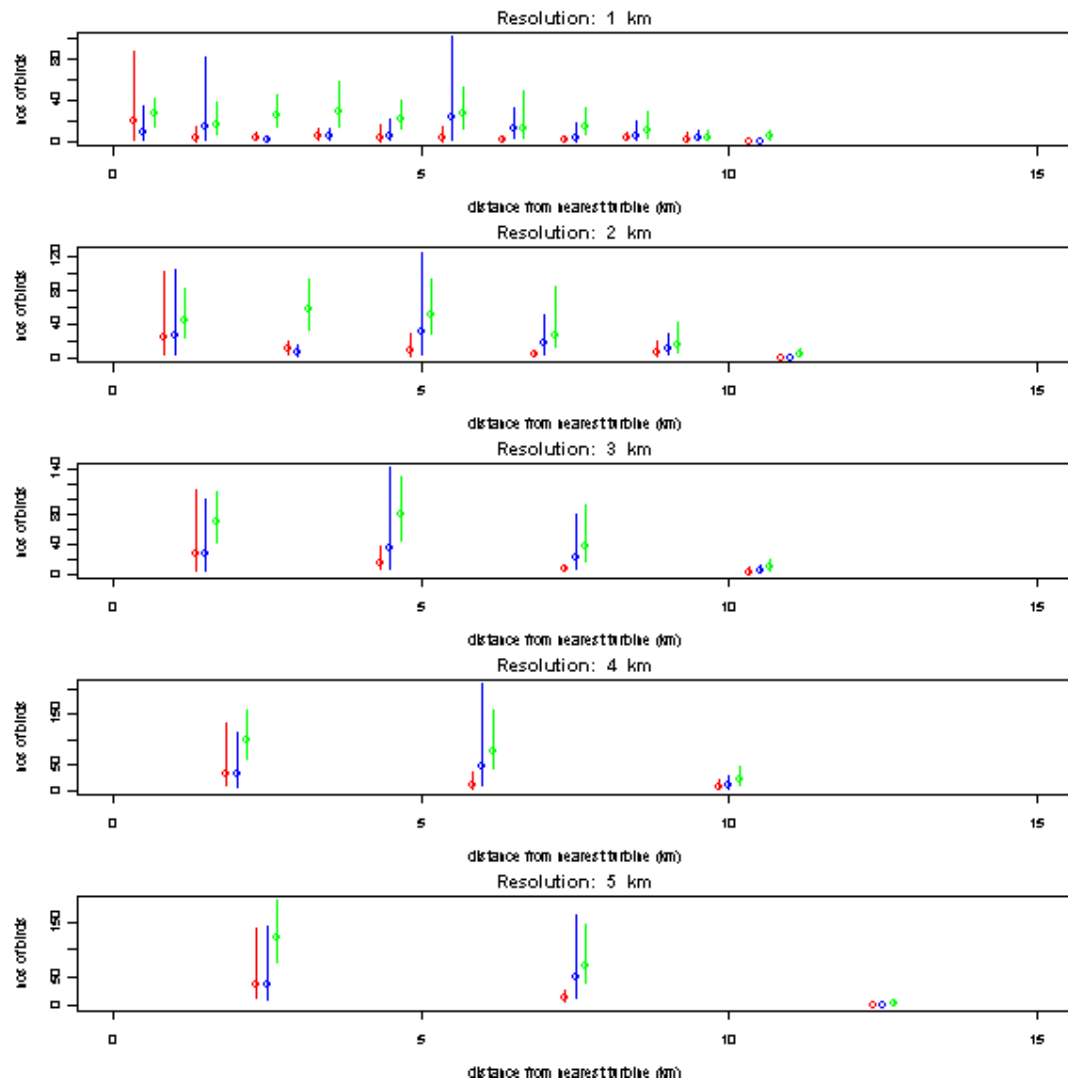 Resolution: 1 km
nos of birds
0 40 80
0 5 10 15
distance from nearest turbine (km)
Resolution: 2 km
nos of birds
0 40 80 120
0 5 10 15
distance from nearest turbine (km)
Resolution: 3 km
nos of birds
0 40 80 140
0 5 10 15
distance from nearest turbine (km)
Resolution: 4 km
nos of birds
0 50 150
0 5 10 15
distance from nearest turbine (km)
Resolution: 5 km
nos of birds
0 50 150
0 5 10 15
distance from nearest turbine (km)